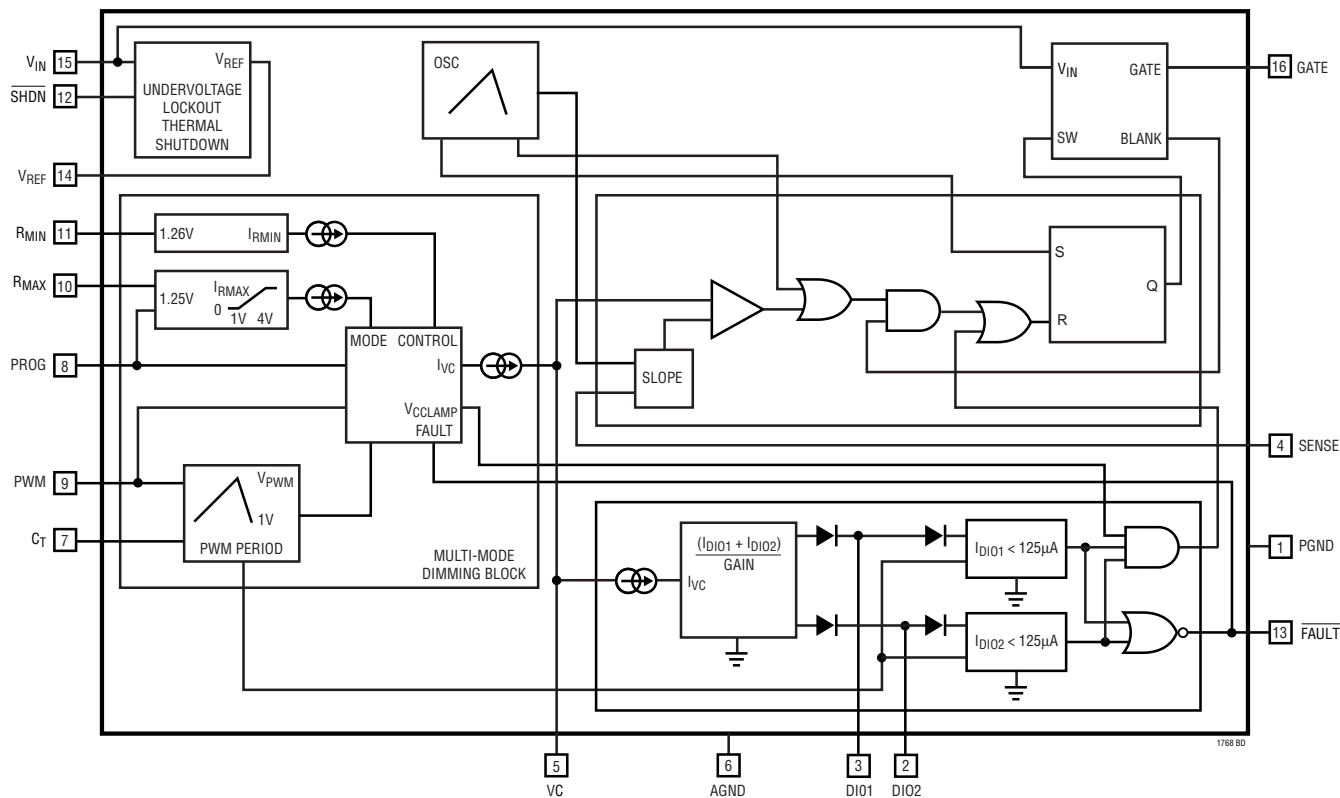 V_IN 15
SHDN 12
V_REF 14
R_MIN 11
R_MAX 10
PROG 8
PWM 9
C_T 7
V_REF
UNDERVOLTAGE
LOCKOUT
THERMAL
SHUTDOWN
OSC
V_IN GATE
SW BLANK
16 GATE
1.26V I_RMIN
1.25V I_RMAX
0
1V 4V
MODE CONTROL
I_VC
V_CCLAMP
FAULT
V_PWM
1V
PWM PERIOD
MULTI-MODE
DIMMING BLOCK
SLOPE
S
Q
R
4 SENSE
(I_DIO1 + I_DIO2)
GAIN
I_VC
I_DIO1 < 125µA
I_DIO2 < 125µA
1 PGND
13 FAULT
1768 BD
5
VC
6
AGND
3
DIO1
2
DIO2